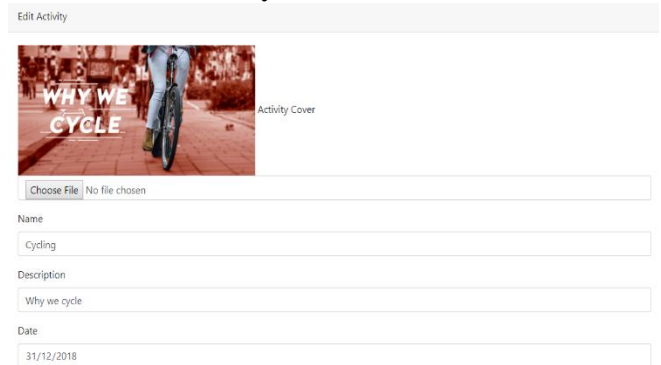 Edit Activity
WHY WE
CYCLE
Activity Cover
Choose File No file chosen
Name
Cycling
Description
Why we cycle
Date
31/12/2018